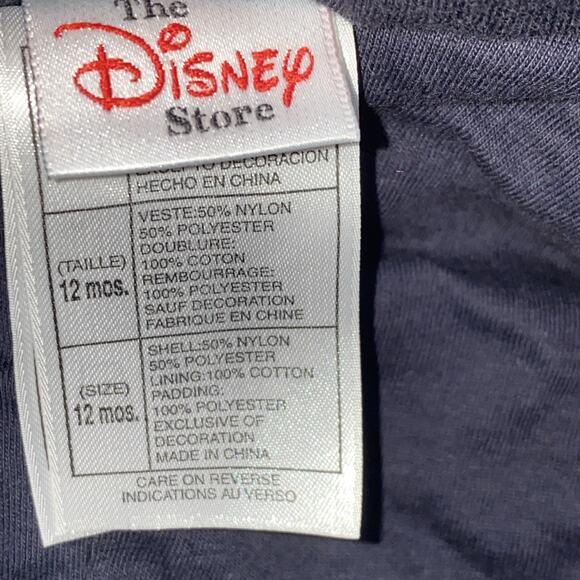 The
Disney
Store
DECORACION
HECHO EN CHINA
(TAILLE)
12 mos.
VESTE:50% NYLON
50% POLYESTER
DOUBLURE:
100% COTON
REMBOURRAGE:
100% POLYESTER
SAUF DECORATION
FABRIQUE EN CHINE
(SIZE)
12 mos.
SHELL:50% NYLON
50% POLYESTER
LINING:100% COTTON
PADDING:
100% POLYESTER
EXCLUSIVE OF
DECORATION
MADE IN CHINA
CARE ON REVERSE
INDICATIONS AU VERSO